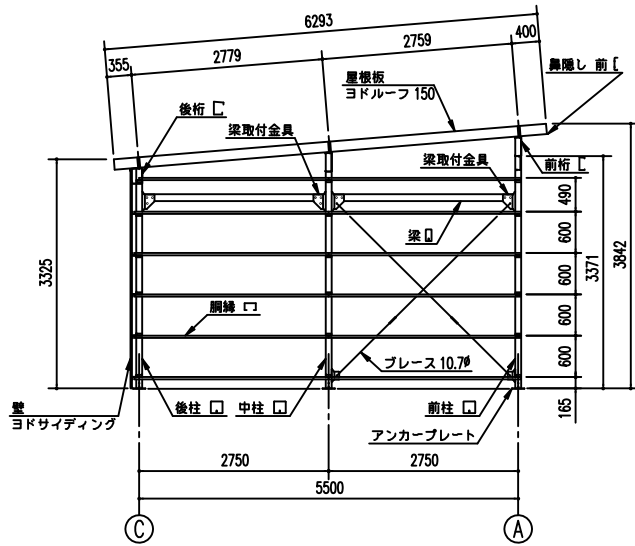 6293
355
2779
2759
400
鼻隠し 前
屋根板
ヨドルーフ 150
後桁
梁取付金具
梁取付金具
前桁
梁
490
600
600
600
600
165
3371
3842
3325
胴縁
ブレース 10.7φ
壁
ヨドサイディング
後柱
中柱
前柱
アンカープレート
2750
2750
5500
C
A